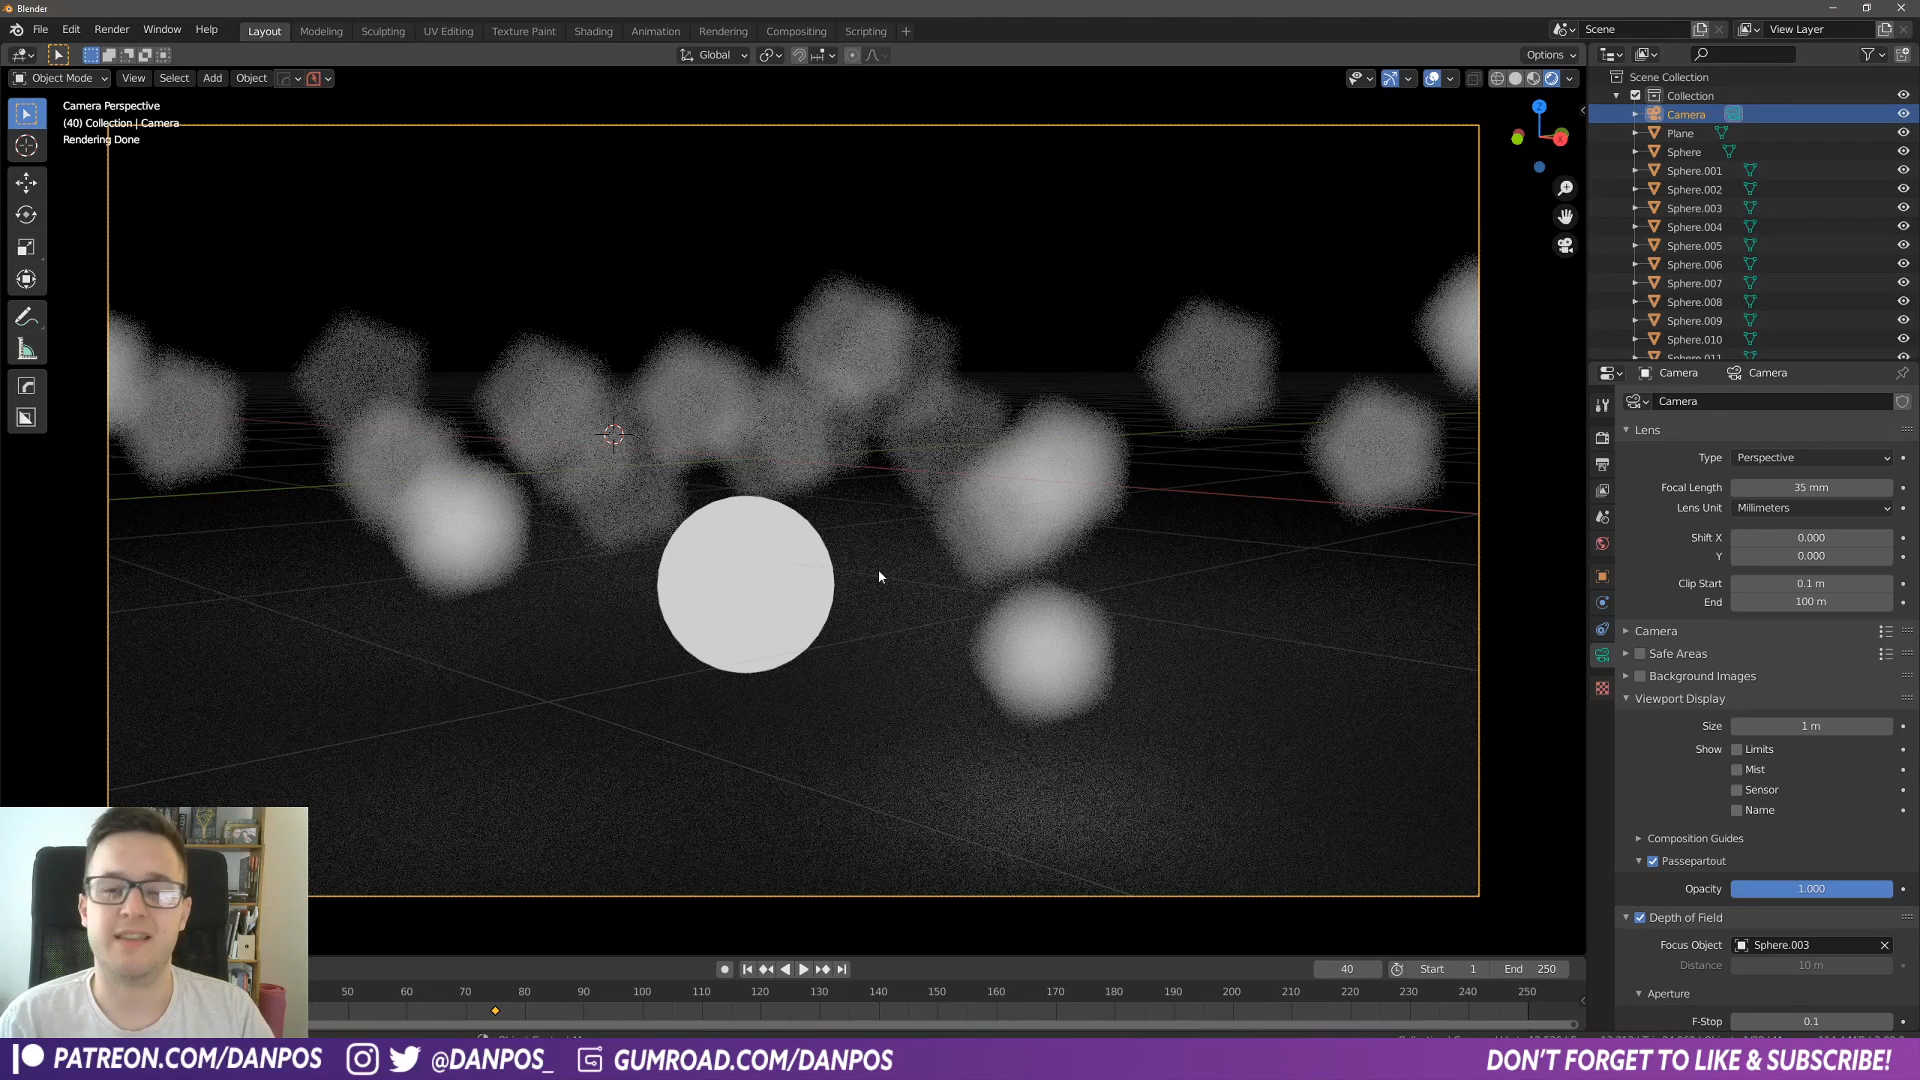 Blender
File Edit Render Window Help
Layout Modeling Sculpting UV Editing Texture Paint Shading Animation Rendering Compositing Scripting +
Scene View Layer
Global Options
Object Mode View Select Add Object
Camera Perspective
(40) Collection | Camera
Rendering Done
Z
X
Scene Collection
Collection
Camera
Plane
Sphere
Sphere.001
Sphere.002
Sphere.003
Sphere.004
Sphere.005
Sphere.006
Sphere.007
Sphere.008
Sphere.009
Sphere.010
Sphere.011
Camera Camera
Camera
Lens
Type Perspective
Focal Length 35 mm
Lens Unit Millimeters
Shift X 0.000
Y 0.000
Clip Start 0.1 m
End 100 m
Camera
Safe Areas
Background Images
Viewport Display
Size 1 m
Show Limits
Mist
Sensor
Name
Composition Guides
Passepartout
Opacity 1.000
Depth of Field
Focus Object Sphere.003
Distance 10 m
Aperture
F-Stop 0.1
40 Start 1 End 250
50 60 70 80 90 100 110 120 130 140 150 160 170 180 190 200 210 220 230 240 250
PATREON.COM/DANPOS @DANPOS_ GUMROAD.COM/DANPOS DON'T FORGET TO LIKE & SUBSCRIBE!